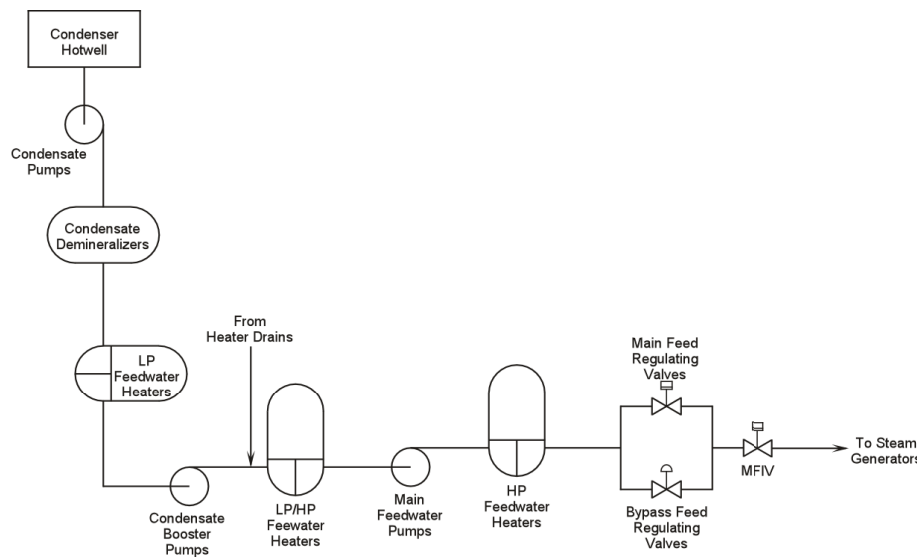 Condenser
Hotwell
Condensate
Pumps
Condensate
Demineralizers
LP
Feedwater
Heaters
Condensate
Booster
Pumps
From
Heater Drains
LP/HP
Feewater
Heaters
Main
Feedwater
Pumps
HP
Feedwater
Heaters
Main Feed
Regulating
Valves
Bypass Feed
Regulating
Valves
MFIV
To Steam
Generators